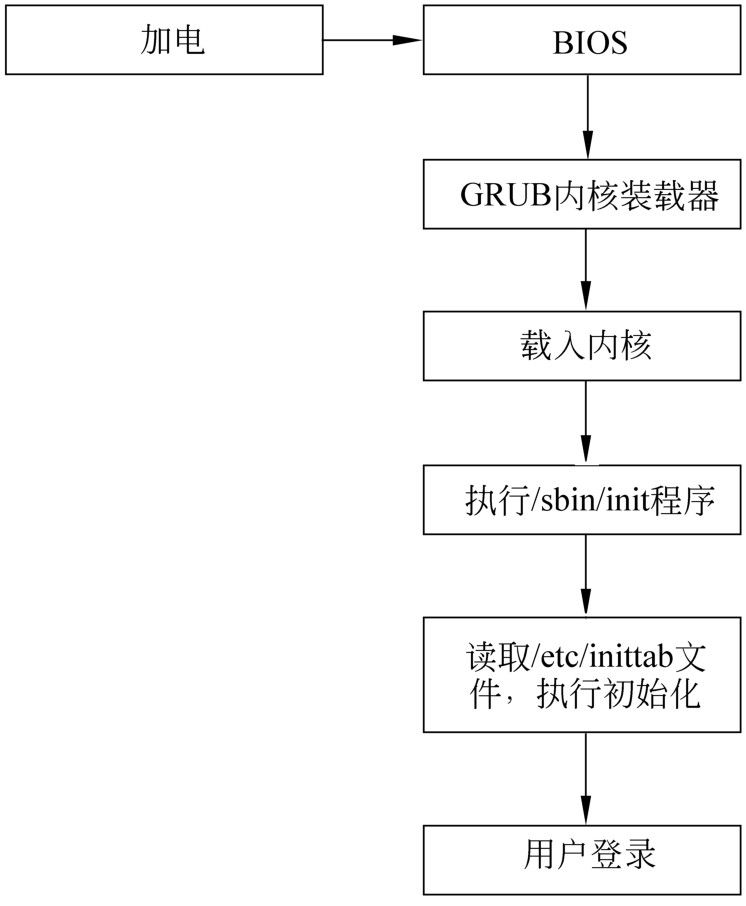 加电
BIOS
GRUB内核装载器
载入内核
执行/sbin/init程序
读取/etc/inittab文
件，执行初始化
用户登录